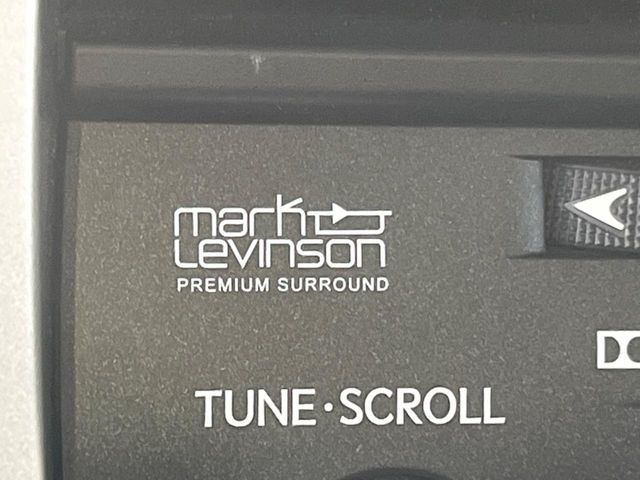 mark
Levinson
PREMIUM SURROUND
TUNE·SCROLL